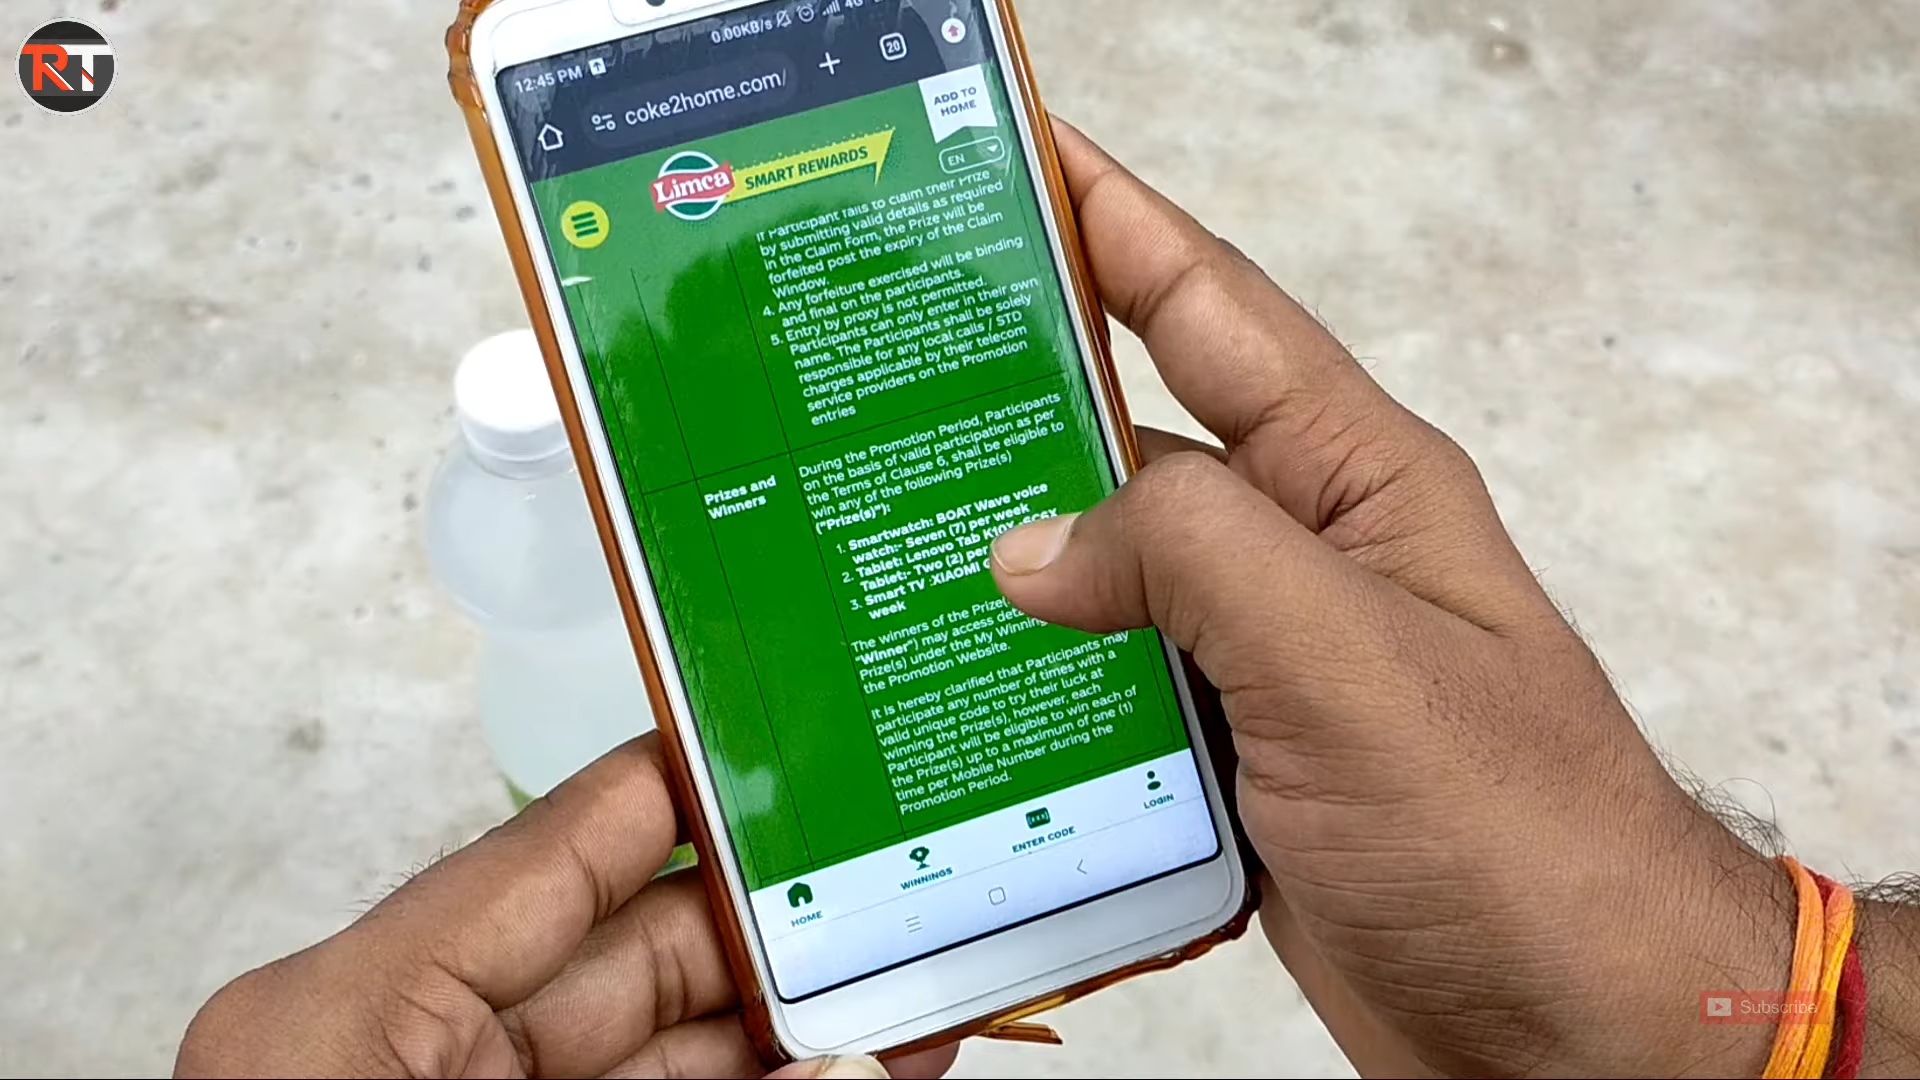 RT
0.00KB/s 4G
12:45 PM
coke2home.com/
20
ADD TO
HOME
EN
Limca
SMART REWARDS
If Participant fails to claim their Prize
by submitting valid details as required
in the Claim Form, the Prize will be
forfeited post the expiry of the Claim
Window.
4. Any forfeiture exercised will be binding
and final on the participants.
5. Entry by proxy is not permitted.
Participants can only enter in their own
name. The Participants shall be solely
responsible for any local calls / STD
charges applicable by their telecom
service providers on the Promotion
entries
Prizes and
Winners
During the Promotion Period, Participants
on the basis of valid participation as per
the Terms of Clause 6, shall be eligible to
win any of the following Prize(s)
("Prize(s)"):
1. Smartwatch: BOAT Wave voice
watch:- Seven (7) per week
2. Tablet: Lenovo Tab
Tablet:- Two (2) per
3. Smart TV :XIAOMI
week
The winners of the
"Winner") may access
Prize(s) under the My
the Promotion Website.
It is hereby clarified that Participants may
participate any number of times with a
valid unique code to try their luck at
winning the Prize(s), however, each
Participant will be eligible to win each of
the Prize(s) up to a maximum of one (1)
time per Mobile Number during the
Promotion Period.
HOME
WINNINGS
ENTER CODE
LOGIN
Subscribe